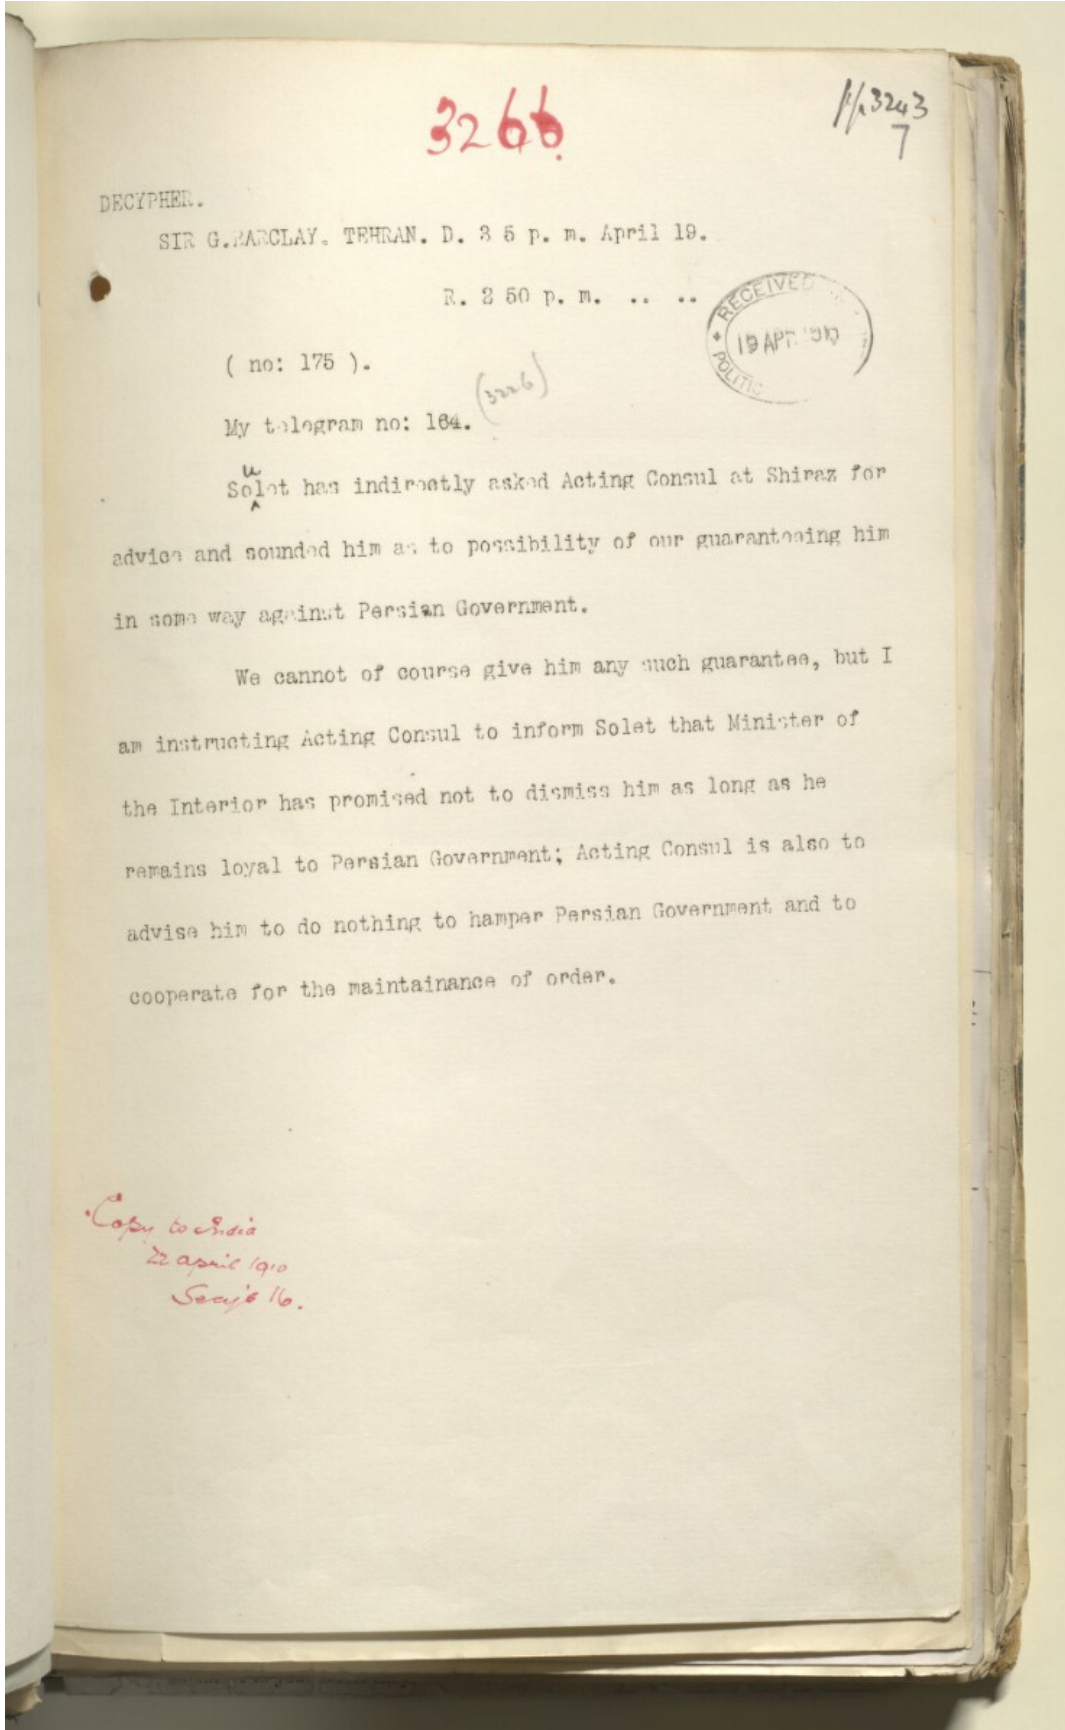 3266.
3243
7
DECYPHER.
SIR G.BARCLAY. TEHRAN. D. 3 5 p. m. April 19.
R. 2 50 p. m. .. ..
RECEIVED
19 APR 1910
POLITIC
( no: 175 ).
(3226)
My telegram no: 164.
u
Solet has indirectly asked Acting Consul at Shiraz for
advice and sounded him as to possibility of our guaranteeing him
in some way against Persian Government.
We cannot of course give him any such guarantee, but I
am instructing Acting Consul to inform Solet that Minister of
the Interior has promised not to dismiss him as long as he
remains loyal to Persian Government; Acting Consul is also to
advise him to do nothing to hamper Persian Government and to
cooperate for the maintainance of order.
Copy to India
22 April 1910
16.